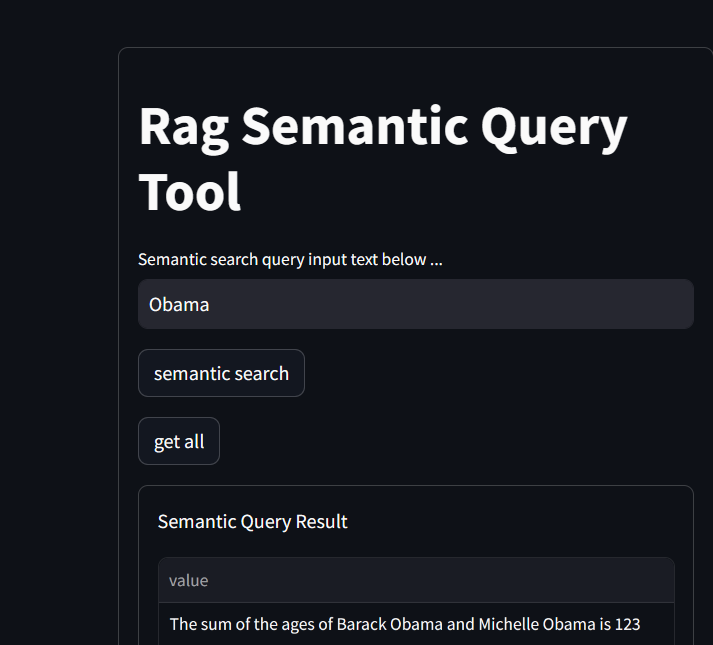 Rag Semantic Query
Tool
Semantic search query input text below ...
Obama
semantic search
get all
Semantic Query Result
value
The sum of the ages of Barack Obama and Michelle Obama is 123